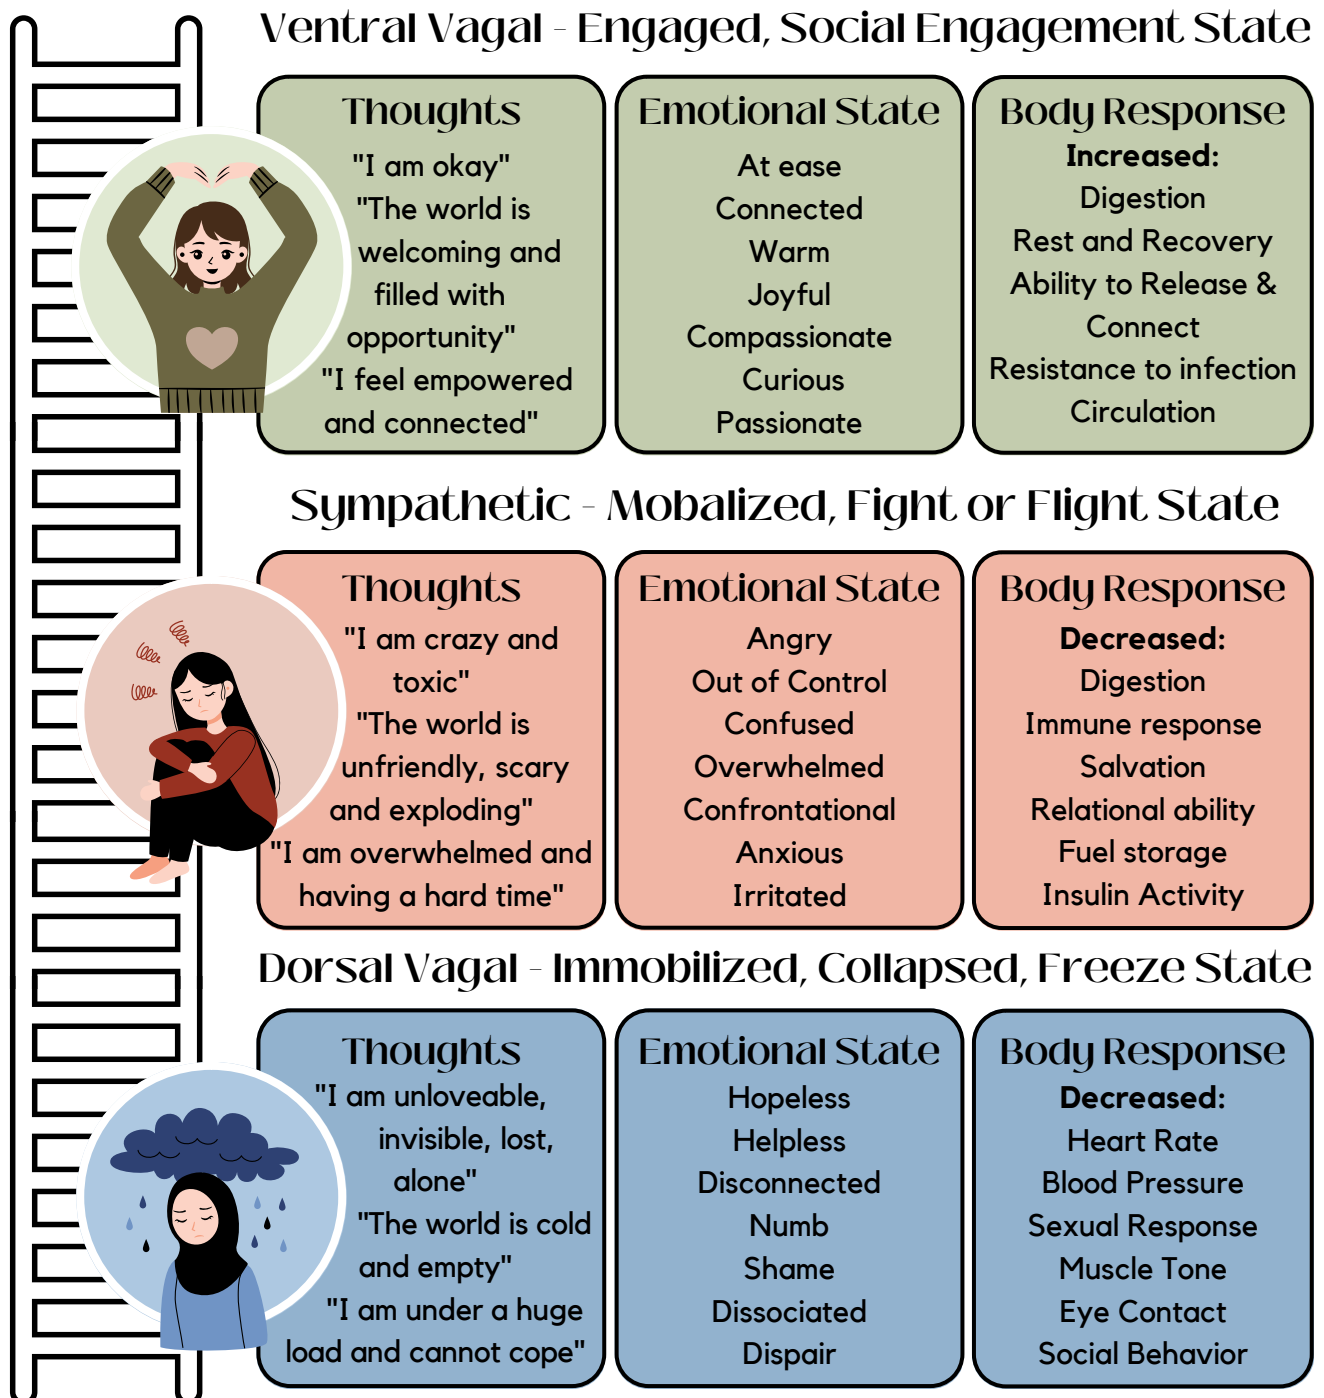 Ventral Vagal - Engaged, Social Engagement State
Thoughts
"I am okay"
"The world is
welcoming and
filled with
opportunity"
"I feel empowered
and connected"
Emotional State
At ease
Connected
Warm
Joyful
Compassionate
Curious
Passionate
Body Response
Increased:
Digestion
Rest and Recovery
Ability to Release &
Connect
Resistance to infection
Circulation
Sympathetic - Mobalized, Fight or Flight State
Thoughts
"I am crazy and
toxic"
"The world is
unfriendly, scary
and exploding"
"I am overwhelmed and
having a hard time"
Emotional State
Angry
Out of Control
Confused
Overwhelmed
Confrontational
Anxious
Irritated
Body Response
Decreased:
Digestion
Immune response
Salvation
Relational ability
Fuel storage
Insulin Activity
Dorsal Vagal - Immobilized, Collapsed, Freeze State
Thoughts
"I am unloveable,
invisible, lost,
alone"
"The world is cold
and empty"
"I am under a huge
load and cannot cope"
Emotional State
Hopeless
Helpless
Disconnected
Numb
Shame
Dissociated
Dispair
Body Response
Decreased:
Heart Rate
Blood Pressure
Sexual Response
Muscle Tone
Eye Contact
Social Behavior